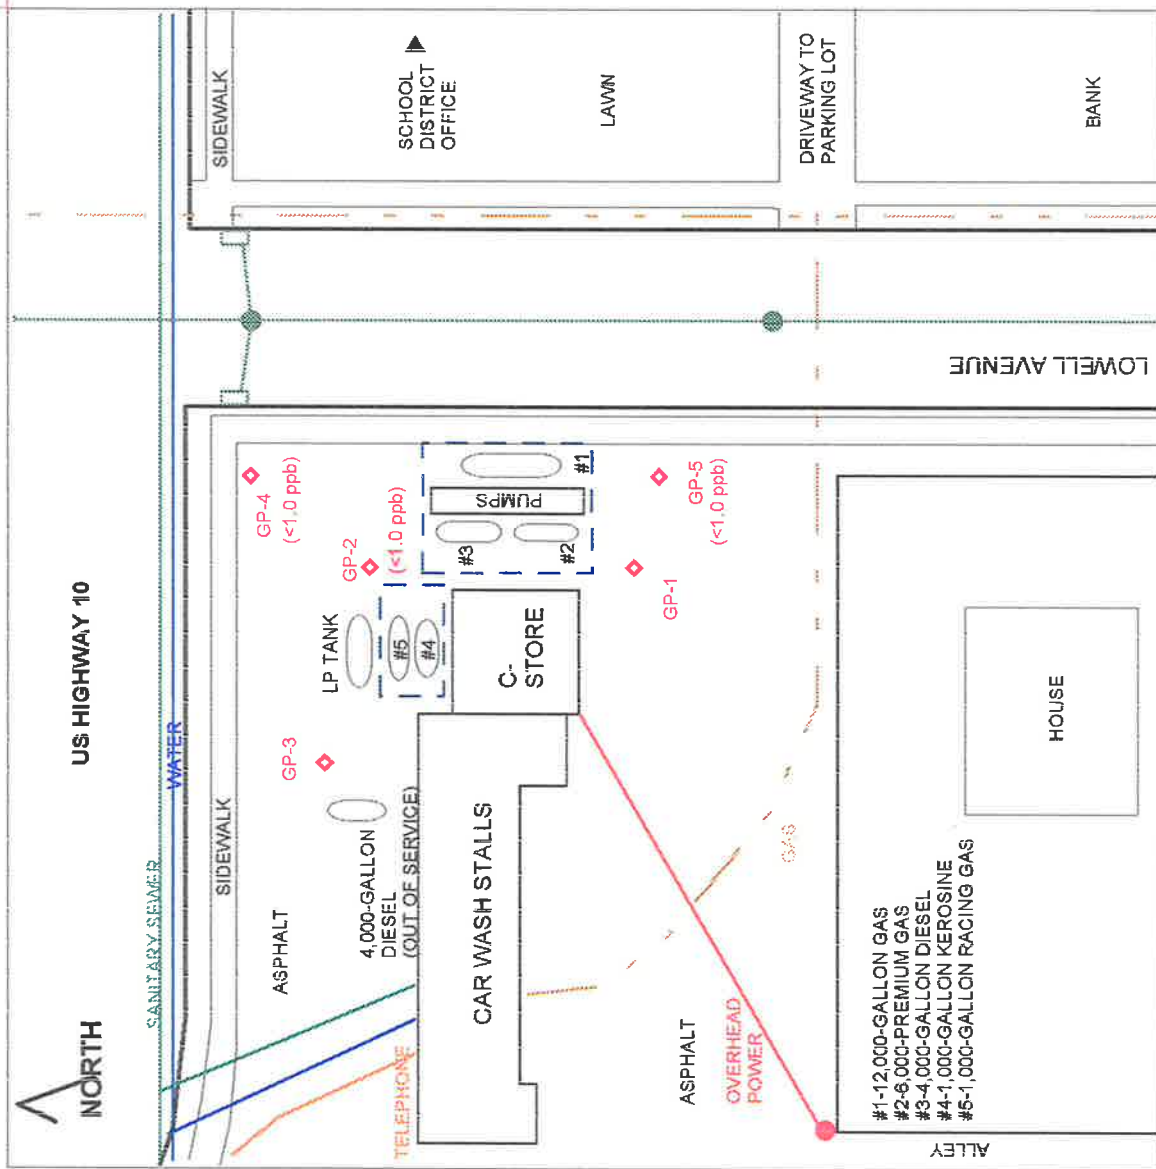 NORTH
US HIGHWAY 10
SANITARY SEWER
WATER
SIDEWALK
SIDEWALK
ASPHALT
TELEPHONE
4,000-GALLON
DIESEL
(OUT OF SERVICE)
GP-3
LP TANK
#5
#4
GP-2
(<1.0 ppb)
GP-4
(<1.0 ppb)
CAR WASH STALLS
C-
STORE
#3
#2
PUMPS
#1
GP-1
GP-5
(<1.0 ppb)
SCHOOL
DISTRICT
OFFICE
LAWN
DRIVEWAY TO
PARKING LOT
BANK
LOWELL AVENUE
ASPHALT
OVERHEAD
POWER
GAS
ALLEY
HOUSE
#1-12,000-GALLON GAS
#2-6,000-PREMIUM GAS
#3-4,000-GALLON DIESEL
#4-1,000-GALLON KEROSINE
#5-1,000-GALLON RACING GAS